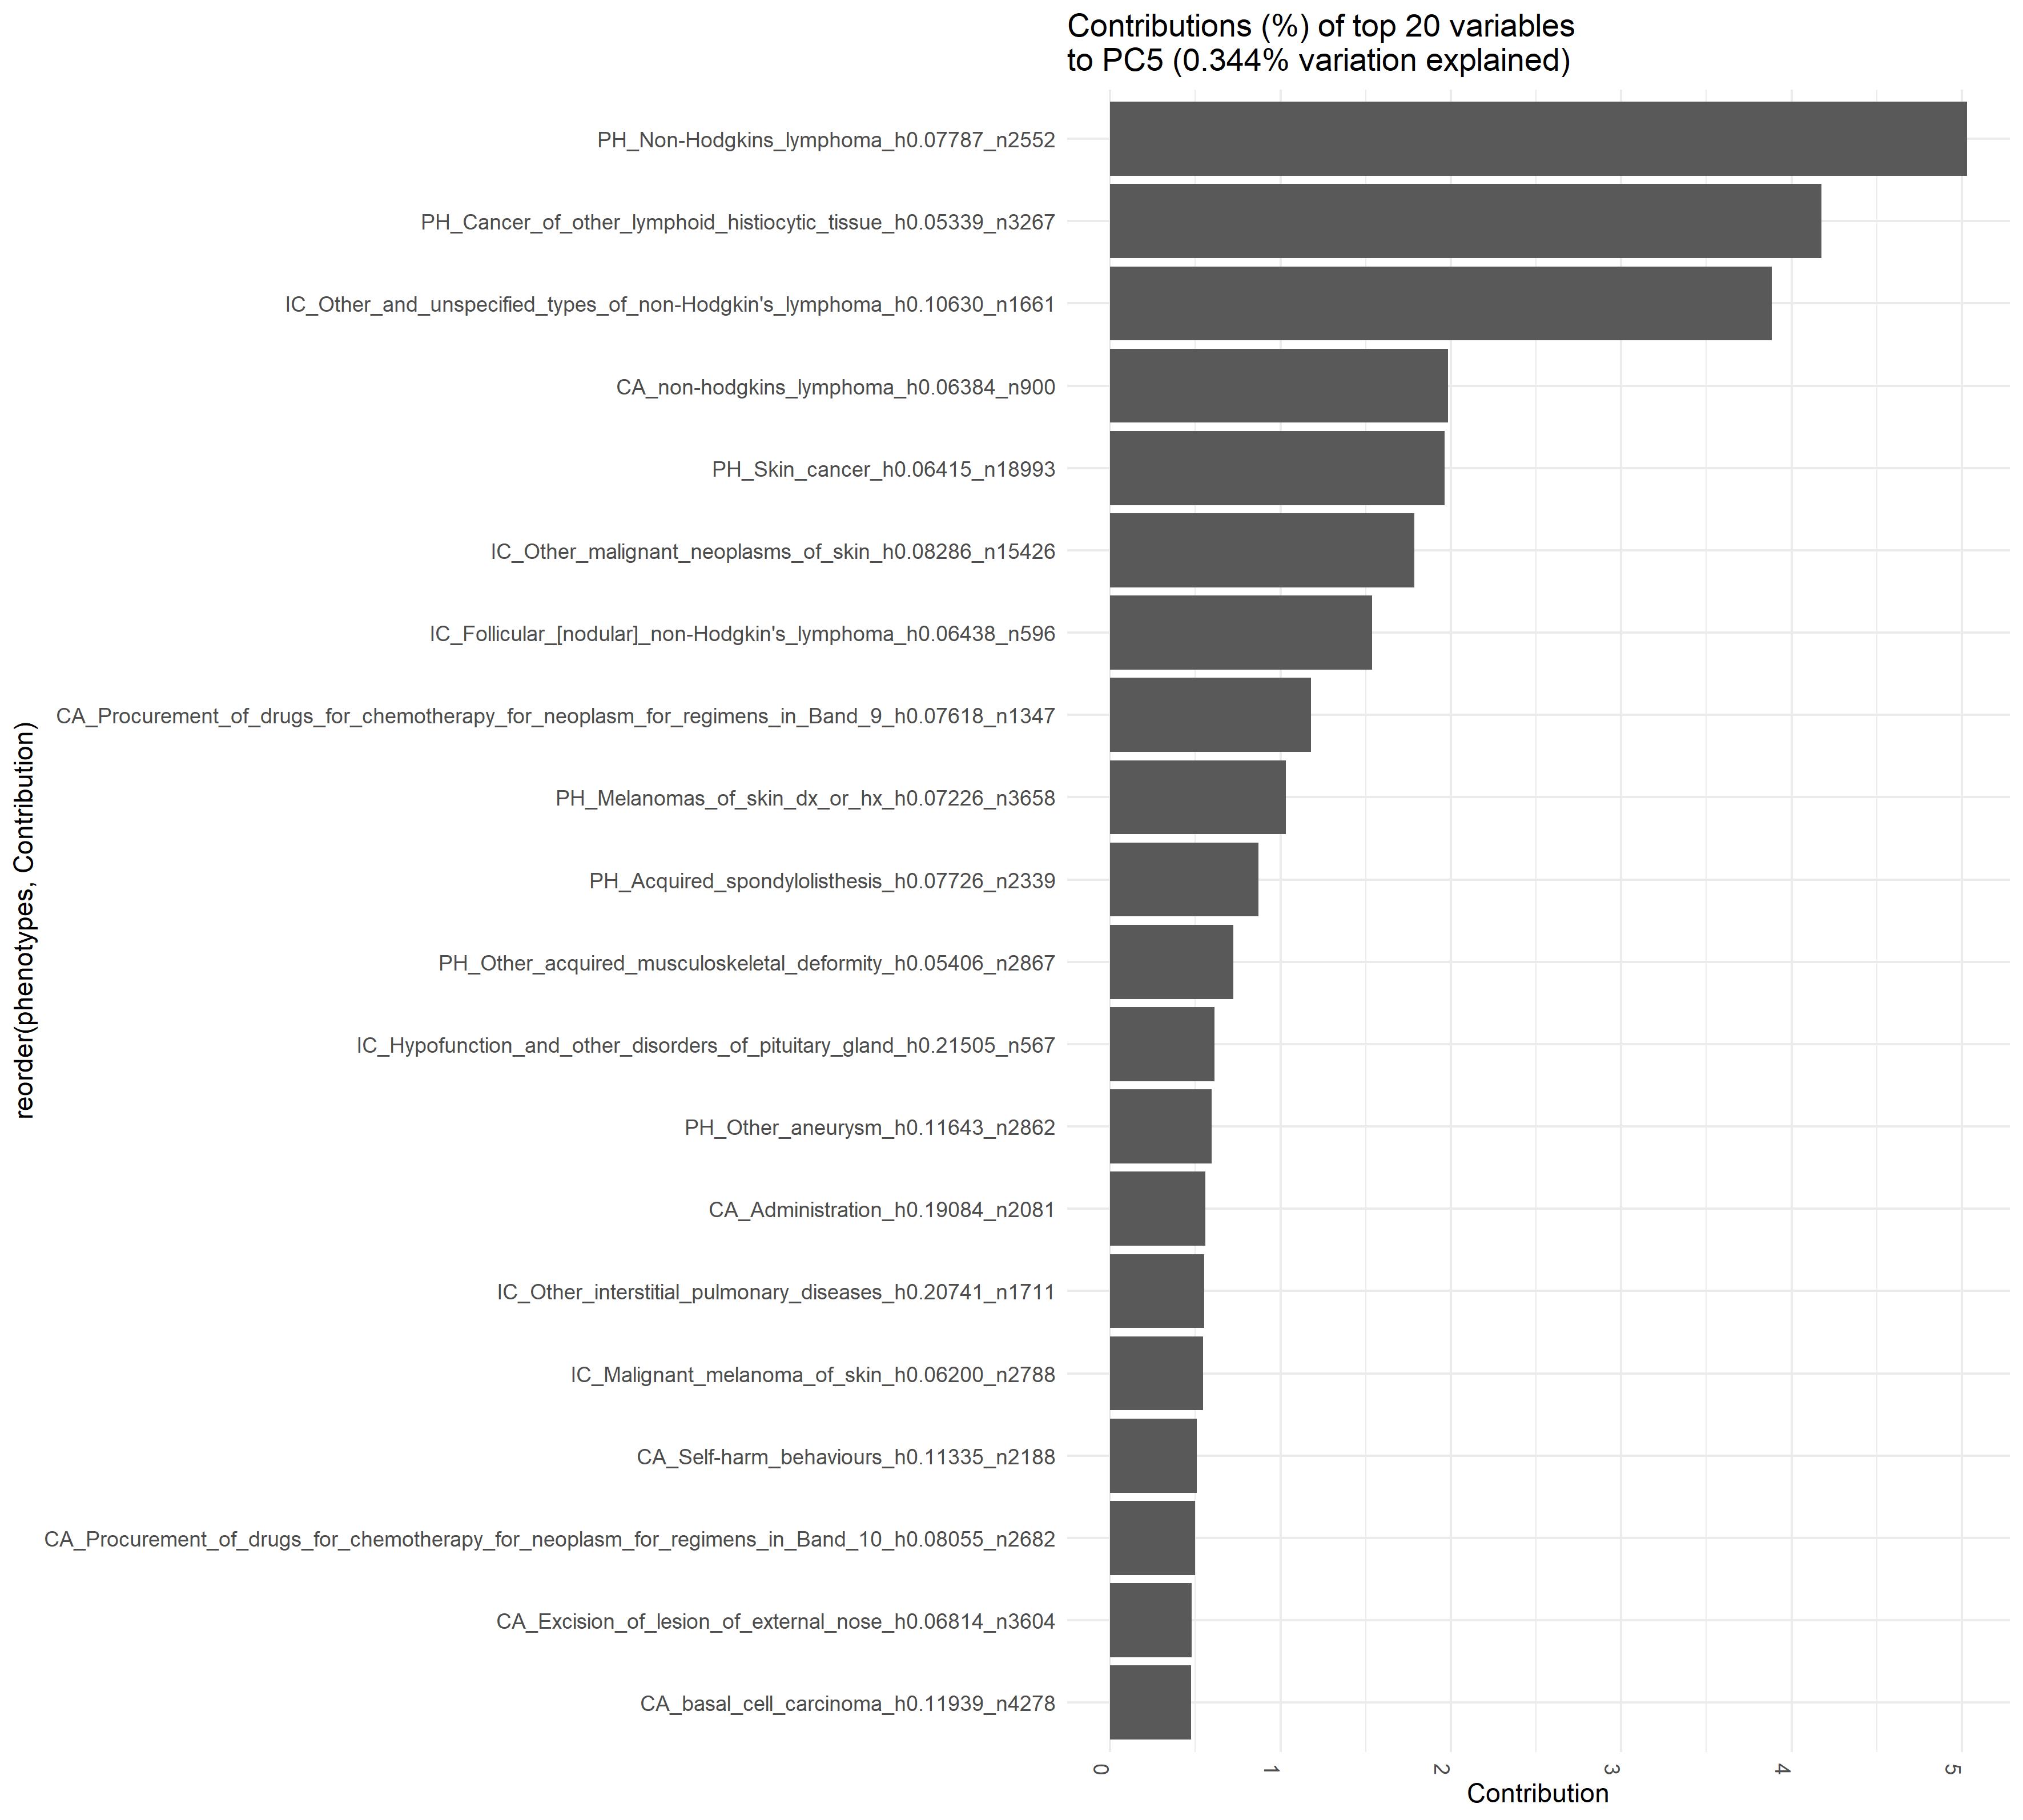 Contributions (%) of top 20 variables
to PC5 (0.344% variation explained)
reorder(phenotypes, Contribution)
PH_Non-Hodgkins_lymphoma_h0.07787_n2552
PH_Cancer_of_other_lymphoid_histiocytic_tissue_h0.05339_n3267
IC_Other_and_unspecified_types_of_non-Hodgkin's_lymphoma_h0.10630_n1661
CA_non-hodgkins_lymphoma_h0.06384_n900
PH_Skin_cancer_h0.06415_n18993
IC_Other_malignant_neoplasms_of_skin_h0.08286_n15426
IC_Follicular_[nodular]_non-Hodgkin's_lymphoma_h0.06438_n596
CA_Procurement_of_drugs_for_chemotherapy_for_neoplasm_for_regimens_in_Band_9_h0.07618_n1347
PH_Melanomas_of_skin_dx_or_hx_h0.07226_n3658
PH_Acquired_spondylolisthesis_h0.07726_n2339
PH_Other_acquired_musculoskeletal_deformity_h0.05406_n2867
IC_Hypofunction_and_other_disorders_of_pituitary_gland_h0.21505_n567
PH_Other_aneurysm_h0.11643_n2862
CA_Administration_h0.19084_n2081
IC_Other_interstitial_pulmonary_diseases_h0.20741_n1711
IC_Malignant_melanoma_of_skin_h0.06200_n2788
CA_Self-harm_behaviours_h0.11335_n2188
CA_Procurement_of_drugs_for_chemotherapy_for_neoplasm_for_regimens_in_Band_10_h0.08055_n2682
CA_Excision_of_lesion_of_external_nose_h0.06814_n3604
CA_basal_cell_carcinoma_h0.11939_n4278
0 1 2 3 4 5
Contribution